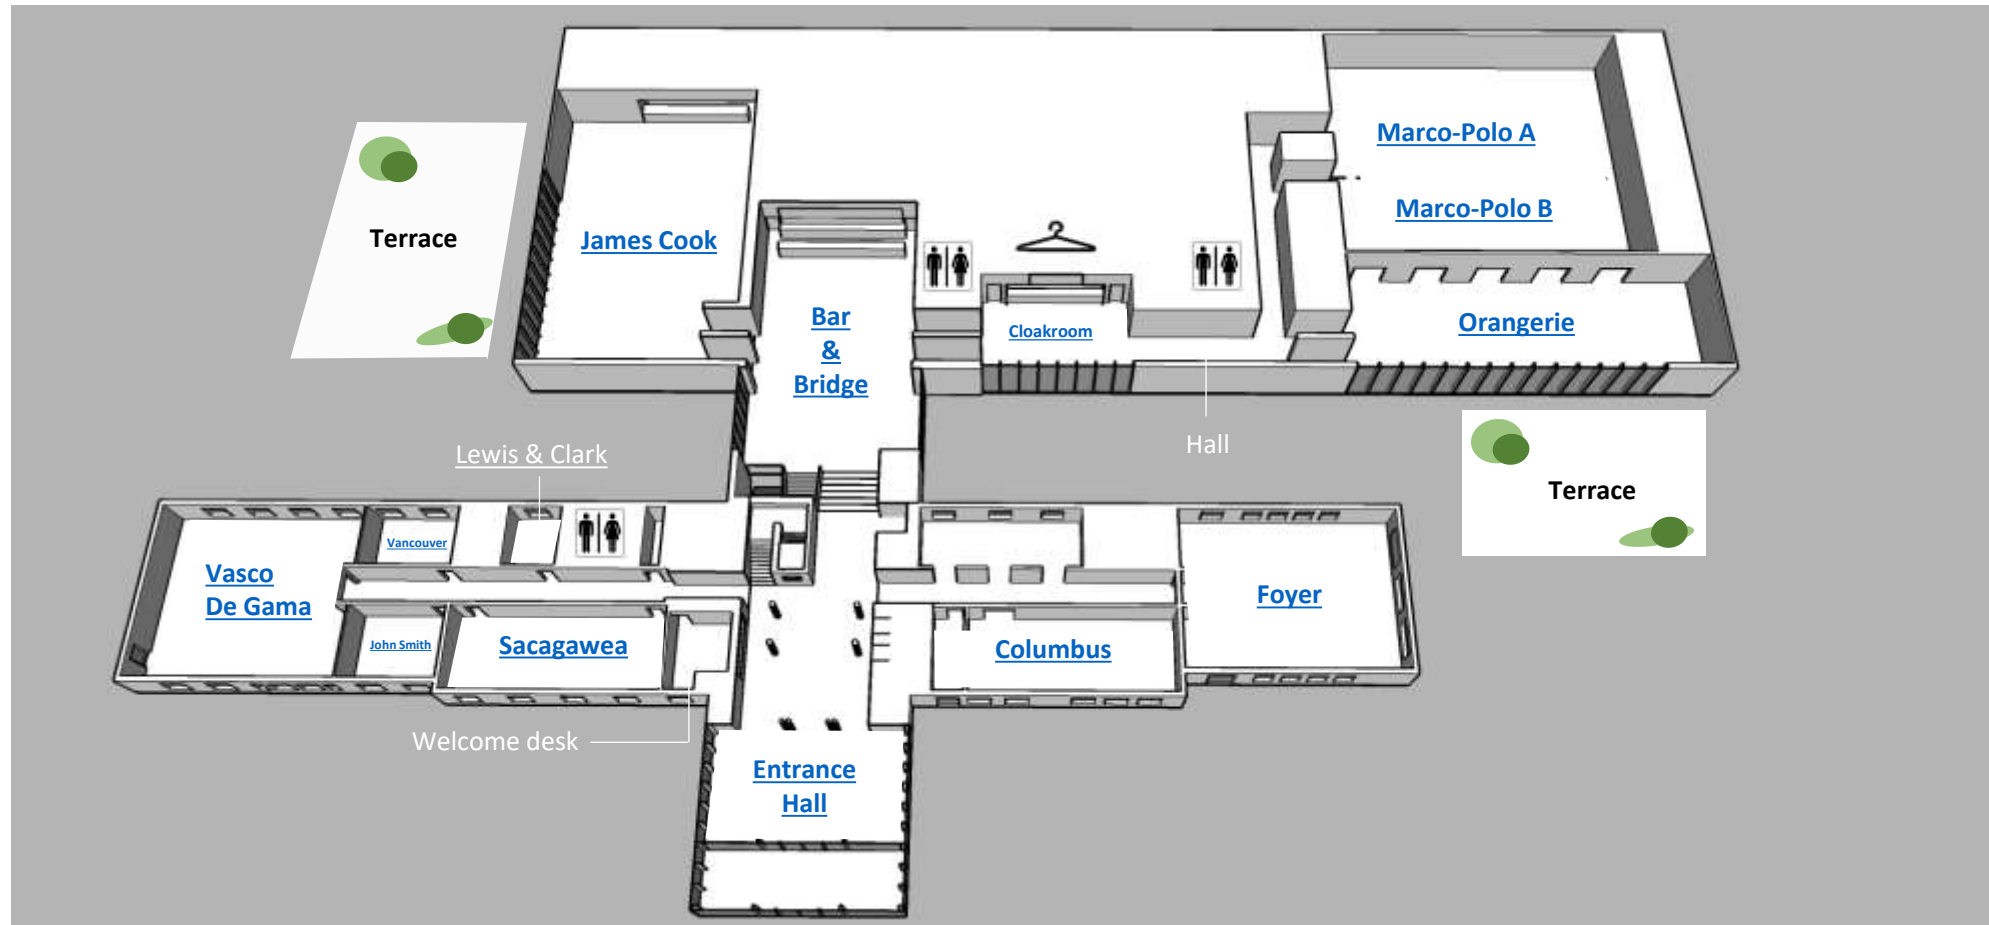 Marco-Polo A
Marco-Polo B
Terrace
James Cook
Bar
&
Bridge
Cloakroom
Orangerie
Hall
Lewis & Clark
Terrace
Vancouver
Vasco
De Gama
John Smith
Sacagawea
Columbus
Foyer
Welcome desk
Entrance
Hall